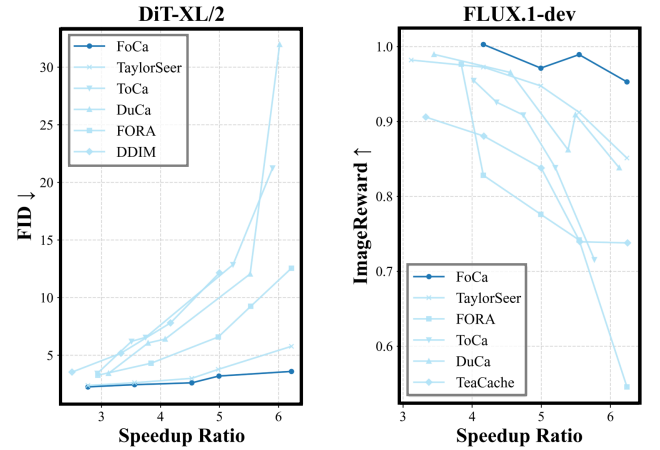 DiT-XL/2
FID ↓
30
25
20
15
10
5
FoCa
TaylorSeer
ToCa
DuCa
FORA
DDIM
3
4
5
6
Speedup Ratio
FLUX.1-dev
ImageReward ↑
1.0
0.9
0.8
0.7
0.6
FoCa
TaylorSeer
FORA
ToCa
DuCa
TeaCache
3
4
5
6
Speedup Ratio